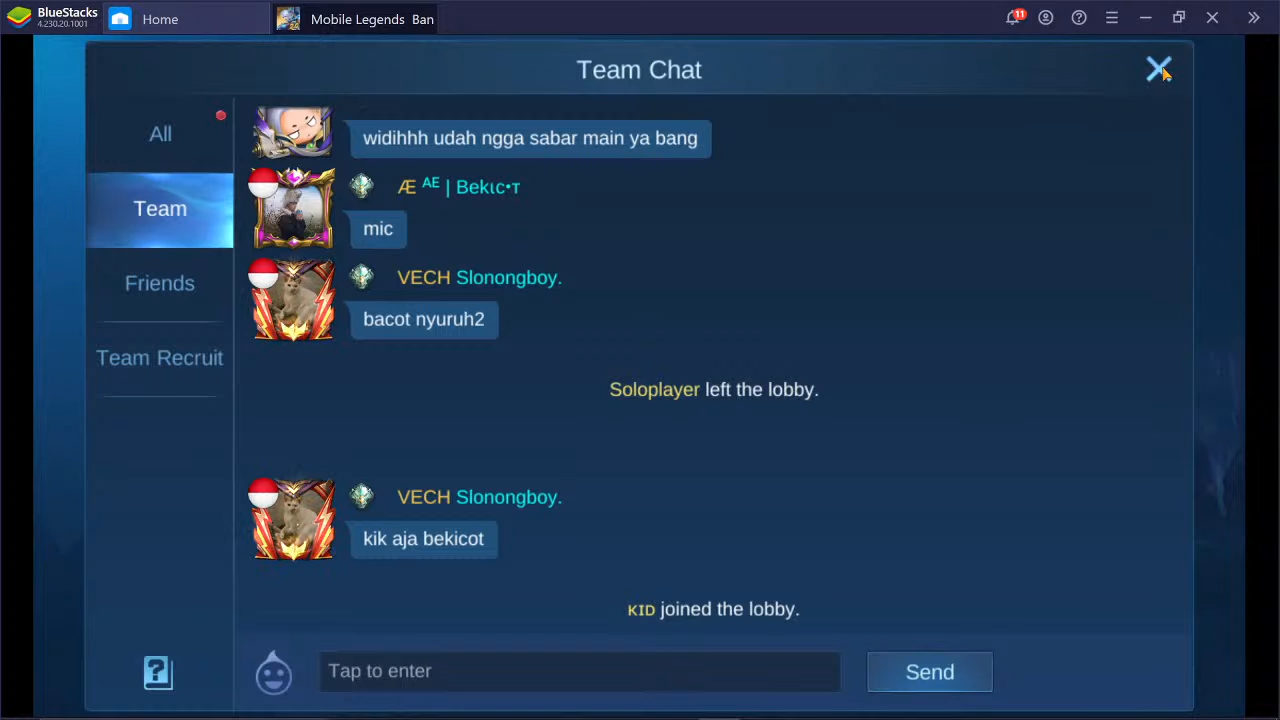 BlueStacks
4.230.20.1001
Home
Mobile Legends Ban
11
Team Chat
All
Team
Friends
Team Recruit
widihhh udah ngga sabar main ya bang
Æ ᴬᴱ | Bekιc•т
mic
VECH Slonongboy.
bacot nyuruh2
Soloplayer left the lobby.
VECH Slonongboy.
kik aja bekicot
ᴋɪᴅ joined the lobby.
Tap to enter
Send